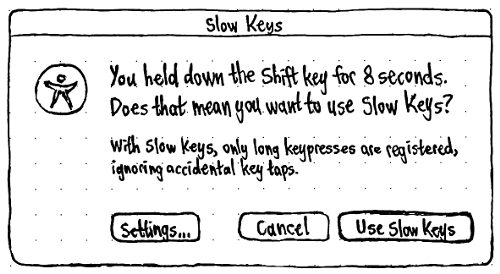 Slow Keys
You held down the Shift key for 8 seconds.
Does that mean you want to use Slow Keys?
With Slow Keys, only long keypresses are registered,
ignoring accidental key taps.
Settings... Cancel Use Slow Keys